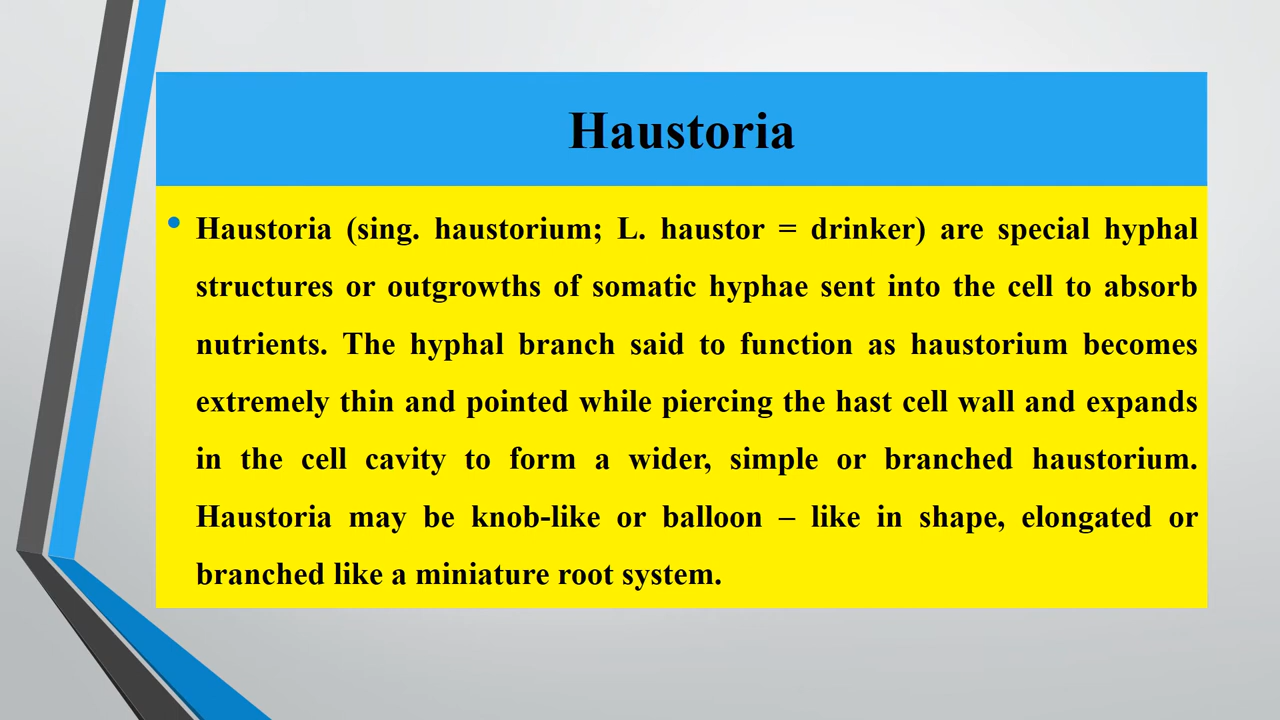 Haustoria
• Haustoria (sing. haustorium; L. haustor = drinker) are special hyphal
structures or outgrowths of somatic hyphae sent into the cell to absorb
nutrients. The hyphal branch said to function as haustorium becomes
extremely thin and pointed while piercing the hast cell wall and expands
in the cell cavity to form a wider, simple or branched haustorium.
Haustoria may be knob-like or balloon – like in shape, elongated or
branched like a miniature root system.